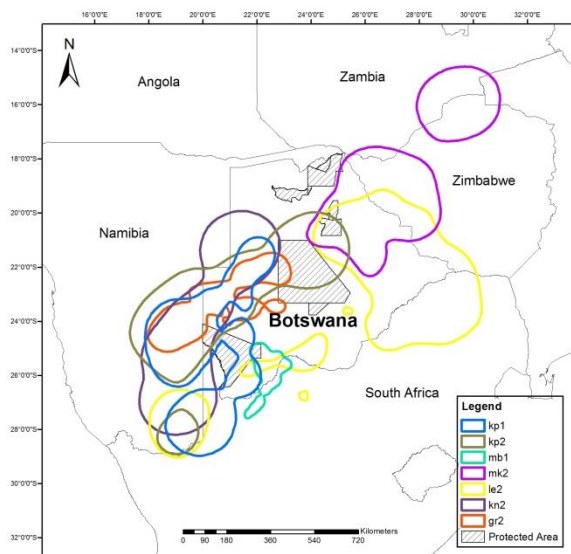 16°0'0"E 18°0'0"E 20°0'0"E 22°0'0"E 24°0'0"E 26°0'0"E 28°0'0"E 30°0'0"E 32°0'0"E
14°0'0"S
16°0'0"S
18°0'0"S
20°0'0"S
22°0'0"S
24°0'0"S
26°0'0"S
28°0'0"S
30°0'0"S
32°0'0"S
N
Angola
Zambia
Zimbabwe
Namibia
Botswana
South Africa
Legend
kp1
kp2
mb1
mk2
le2
kn2
gr2
Protected Area
Kilometers
0 90 180 360 540 720